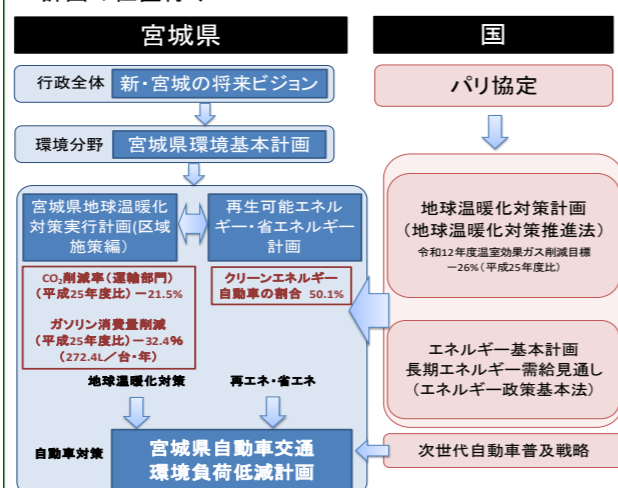 宮城県
行政全体 新・宮城の将来ビジョン
環境分野 宮城県環境基本計画
宮城県地球温暖化
対策実行計画(区域
施策編)
再生可能エネル
ギー・省エネルギー
計画
CO₂削減率(運輸部門)
(平成25年度比)-21.5%
ガソリン消費量削減
(平成25年度比)-32.4%
(272.4L/台・年)
クリーンエネルギー
自動車の割合 50.1%
地球温暖化対策
再エネ・省エネ
自動車対策
宮城県自動車交通
環境負荷低減計画
国
パリ協定
地球温暖化対策計画
(地球温暖化対策推進法)
令和12年度温室効果ガス削減目標
-26%(平成25年度比)
エネルギー基本計画
長期エネルギー需給見通し
(エネルギー政策基本法)
次世代自動車普及戦略